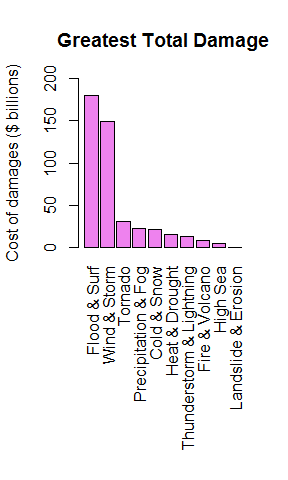 Greatest Total Damage
Cost of damages ($ billions)
200
150
100
50
0
Flood & Surf
Wind & Storm
Tornado
Precipitation & Fog
Cold & Snow
Heat & Drought
Thunderstorm & Lightning
Fire & Volcano
High Sea
Landslide & Erosion